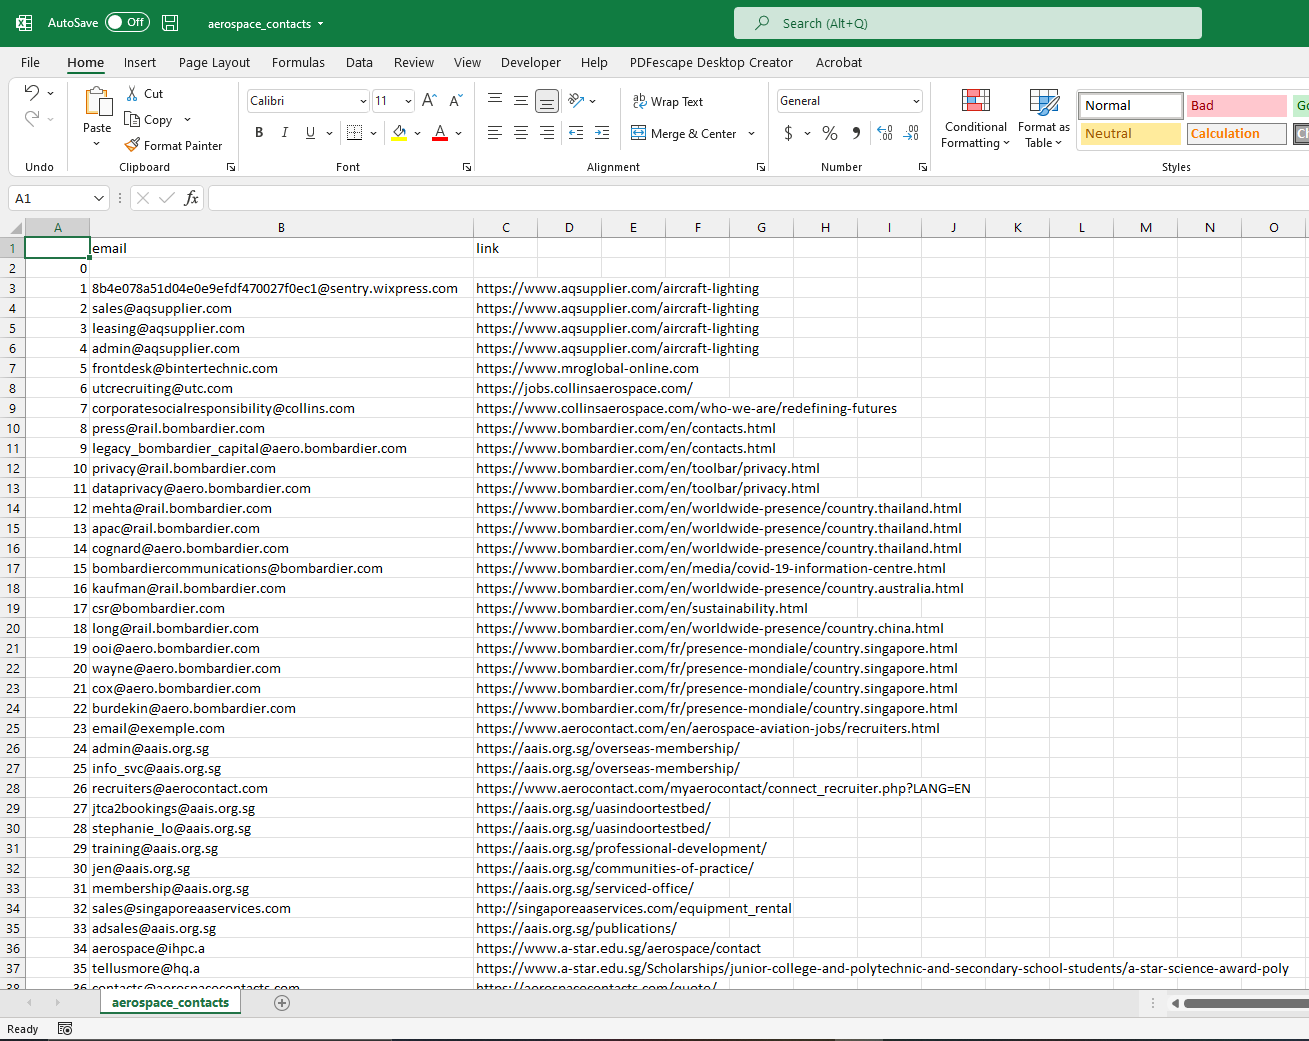 AutoSave Off aerospace_contacts Search (Alt+Q)
File Home Insert Page Layout Formulas Data Review View Developer Help PDFescape Desktop Creator Acrobat
Paste Cut Copy Format Painter
Calibri 11 B I U A A A
Wrap Text Merge & Center
General $ % 9
Conditional Formatting Format as Table
Normal Bad
Neutral Calculation
Undo Clipboard Font Alignment Number Styles
A1 fx
A B C D E F G H I J K L M N O
1 email link
2 0
3 1 8b4e078a51d04e0e9efdf470027f0ec1@sentry.wixpress.com https://www.aqsupplier.com/aircraft-lighting
4 2 sales@aqsupplier.com https://www.aqsupplier.com/aircraft-lighting
5 3 leasing@aqsupplier.com https://www.aqsupplier.com/aircraft-lighting
6 4 admin@aqsupplier.com https://www.aqsupplier.com/aircraft-lighting
7 5 frontdesk@bintertechnic.com https://www.mroglobal-online.com
8 6 utcrecruiting@utc.com https://jobs.collinsaerospace.com/
9 7 corporatesocialresponsibility@collins.com https://www.collinsaerospace.com/who-we-are/redefining-futures
10 8 press@rail.bombardier.com https://www.bombardier.com/en/contacts.html
11 9 legacy_bombardier_capital@aero.bombardier.com https://www.bombardier.com/en/contacts.html
12 10 privacy@rail.bombardier.com https://www.bombardier.com/en/toolbar/privacy.html
13 11 dataprivacy@aero.bombardier.com https://www.bombardier.com/en/toolbar/privacy.html
14 12 mehta@rail.bombardier.com https://www.bombardier.com/en/worldwide-presence/country.thailand.html
15 13 apac@rail.bombardier.com https://www.bombardier.com/en/worldwide-presence/country.thailand.html
16 14 cognard@aero.bombardier.com https://www.bombardier.com/en/worldwide-presence/country.thailand.html
17 15 bombardiercommunications@bombardier.com https://www.bombardier.com/en/media/covid-19-information-centre.html
18 16 kaufman@rail.bombardier.com https://www.bombardier.com/en/worldwide-presence/country.australia.html
19 17 csr@bombardier.com https://www.bombardier.com/en/sustainability.html
20 18 long@rail.bombardier.com https://www.bombardier.com/en/worldwide-presence/country.china.html
21 19 ooi@aero.bombardier.com https://www.bombardier.com/fr/presence-mondiale/country.singapore.html
22 20 wayne@aero.bombardier.com https://www.bombardier.com/fr/presence-mondiale/country.singapore.html
23 21 cox@aero.bombardier.com https://www.bombardier.com/fr/presence-mondiale/country.singapore.html
24 22 burdekin@aero.bombardier.com https://www.bombardier.com/fr/presence-mondiale/country.singapore.html
25 23 email@exemple.com https://www.aerocontact.com/en/aerospace-aviation-jobs/recruiters.html
26 24 admin@aais.org.sg https://aais.org.sg/overseas-membership/
27 25 info_svc@aais.org.sg https://aais.org.sg/overseas-membership/
28 26 recruiters@aerocontact.com https://www.aerocontact.com/myaerocontact/connect_recruiter.php?LANG=EN
29 27 jtca2bookings@aais.org.sg https://aais.org.sg/uasindoortestbed/
30 28 stephanie_lo@aais.org.sg https://aais.org.sg/uasindoortestbed/
31 29 training@aais.org.sg https://aais.org.sg/professional-development/
32 30 jen@aais.org.sg https://aais.org.sg/communities-of-practice/
33 31 membership@aais.org.sg https://aais.org.sg/serviced-office/
34 32 sales@singaporeaaservices.com http://singaporeaaservices.com/equipment_rental
35 33 adsales@aais.org.sg https://aais.org.sg/publications/
36 34 aerospace@ihpc.a https://www.a-star.edu.sg/aerospace/contact
37 35 tellusmore@hq.a https://www.a-star.edu.sg/Scholarships/junior-college-and-polytechnic-and-secondary-school-students/a-star-science-award-poly
38 36 contacts@aerospacecontacts.com https://aerospacecontacts.com/quote/
aerospace_contacts
Ready